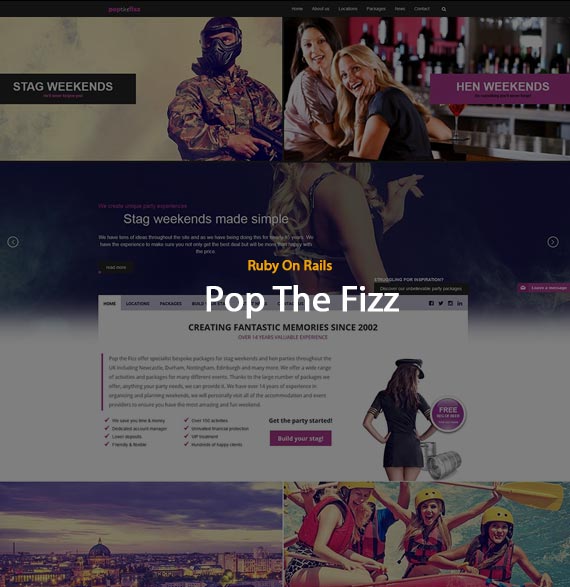 popthefizz
Home About us Locations Packages News Contact
STAG WEEKENDS
HEN WEEKENDS
We create unique party experiences
Stag weekends made simple
We have tons of ideas throughout the site and as we have being doing this for
have the experience to make sure you not only get the best deal but will be more than happy with
the price.
read more
Ruby On Rails
STRUGGLING FOR INSPIRATION?
Discover our unbelievable party packages
Leave a message
Pop The Fizz
HOME LOCATIONS PACKAGES
CREATING FANTASTIC MEMORIES SINCE 2002
OVER 14 YEARS VALUABLE EXPERIENCE
Pop the Fizz offer specialist bespoke packages for stag weekends and hen parties throughout the
UK including Newcastle, Durham, Nottingham, Edinburgh and many more. We offer a wide range
of activities and packages for many different events. Thanks to the large number of packages we
offer, anything your party needs, we can provide it. We have over 14 years of experience in
organising and planning weekends, we will personally visit all of the accommodation and event
providers to ensure you have the most amazing and fun weekend.
We save you time & money
Over 100 activities
Get the party started!
Dedicated account manager
Unrivalled financial protection
Lower deposits
VIP treatment
Build your stag!
Friendly & flexible
Hundreds of happy clients
FREE